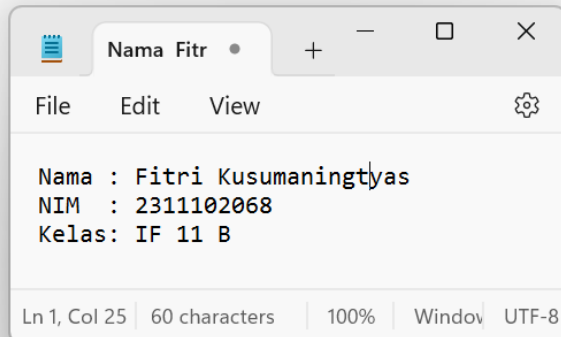 Nama Fitr
File Edit View
Nama : Fitri Kusumaningtyas
NIM  : 2311102068
Kelas: IF 11 B
Ln 1, Col 25 60 characters 100% Window UTF-8